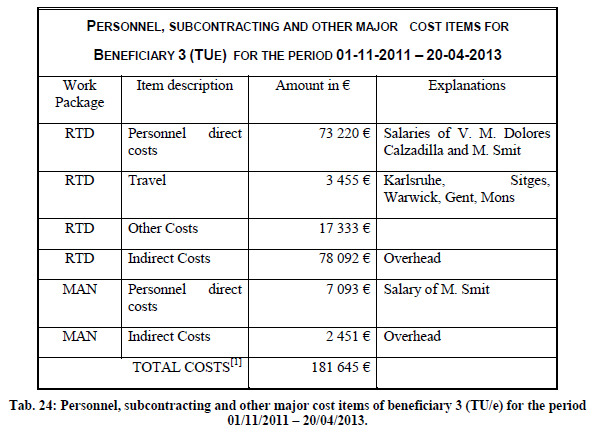 PERSONNEL, SUBCONTRACTING AND OTHER MAJOR COST ITEMS FOR
BENEFICIARY 3 (TUE) FOR THE PERIOD 01-11-2011 – 20-04-2013
Work Package Item description Amount in € Explanations
RTD Personnel direct costs 73 220 € Salaries of V. M. Dolores Calzadilla and M. Smit
RTD Travel 3 455 € Karlsruhe, Sitges, Warwick, Gent, Mons
RTD Other Costs 17 333 €
RTD Indirect Costs 78 092 € Overhead
MAN Personnel direct costs 7 093 € Salary of M. Smit
MAN Indirect Costs 2 451 € Overhead
TOTAL COSTS[1] 181 645 €
Tab. 24: Personnel, subcontracting and other major cost items of beneficiary 3 (TU/e) for the period
01/11/2011 – 20/04/2013.